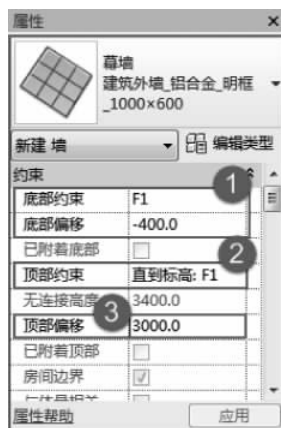 属性
幕墙
建筑外墙_铝合金_明框
_1000×600
新建 墙
编辑类型
约束
1
底部约束 F1
底部偏移 -400.0
已附着底部
2
顶部约束 直到标高: F1
无连接高度 3400.0
3
顶部偏移 3000.0
已附着顶部
房间边界
属性帮助
应用